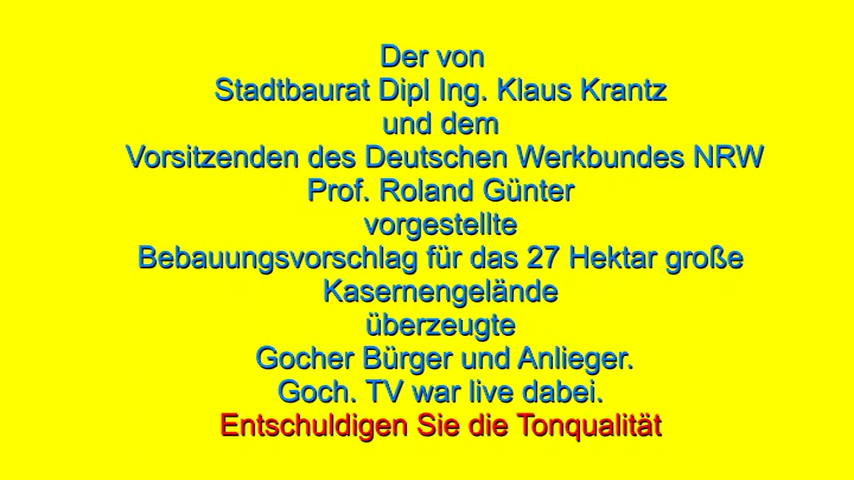 Der von
Stadtbaurat Dipl Ing. Klaus Krantz
und dem
Vorsitzenden des Deutschen Werkbundes NRW
Prof. Roland Günter
vorgestellte
Bebauungsvorschlag für das 27 Hektar große
Kasernengelände
überzeugte
Gocher Bürger und Anlieger.
Goch. TV war live dabei.
Entschuldigen Sie die Tonqualität